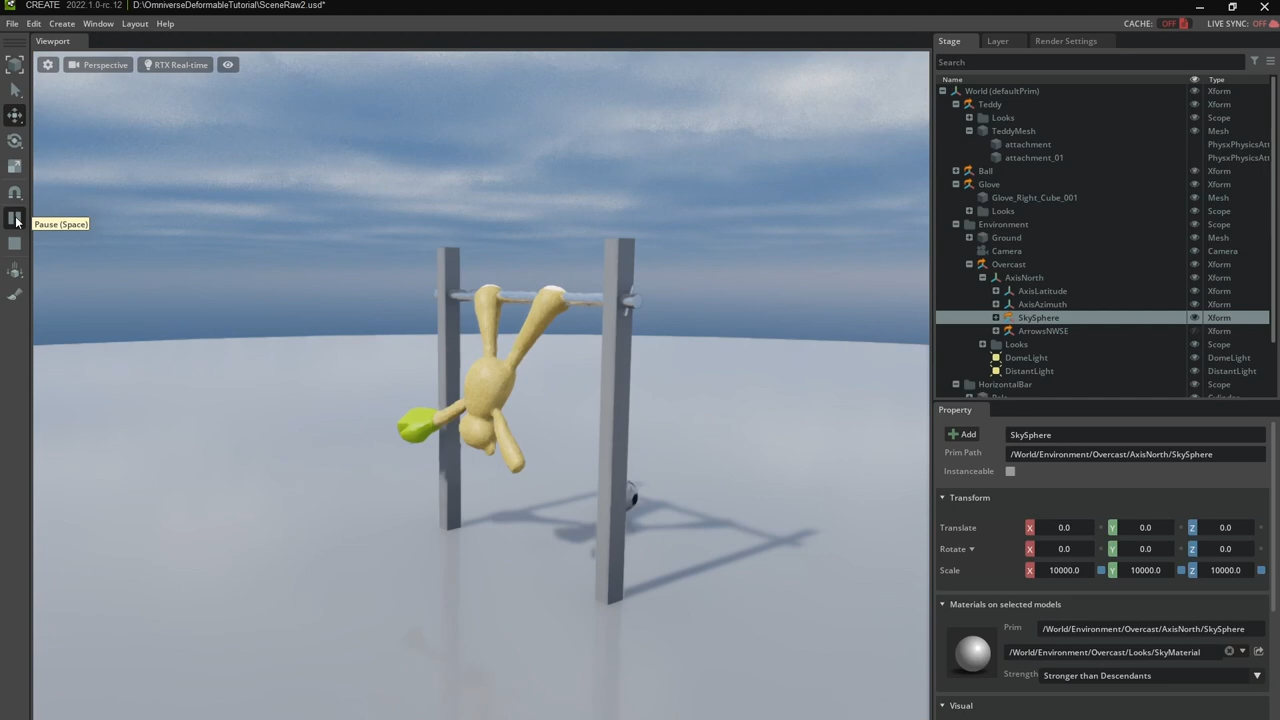 CREATE 2022.1.0-rc.12 D:\OmniverseDeformableTutorial\SceneRaw2.usd*
File Edit Create Window Layout Help
CACHE: OFF LIVE SYNC: OFF
Viewport
Perspective RTX Real-time
Pause (Space)
Stage Layer Render Settings
Search
Name Type
World (defaultPrim) Xform
Teddy Xform
Looks Scope
TeddyMesh Mesh
attachment PhysxPhysicsAtt
attachment_01 PhysxPhysicsAtt
Ball Xform
Glove Xform
Glove_Right_Cube_001 Mesh
Looks Scope
Environment Scope
Ground Mesh
Camera Camera
Overcast Xform
AxisNorth Xform
AxisLatitude Xform
AxisAzimuth Xform
SkySphere Xform
ArrowsNWSE Xform
Looks Scope
DomeLight DomeLight
DistantLight DistantLight
HorizontalBar Scope
Property
Add SkySphere
Prim Path /World/Environment/Overcast/AxisNorth/SkySphere
Instanceable
Transform
Translate X 0.0 Y 0.0 Z 0.0
Rotate X 0.0 Y 0.0 Z 0.0
Scale X 10000.0 Y 10000.0 Z 10000.0
Materials on selected models
Prim /World/Environment/Overcast/AxisNorth/SkySphere
/World/Environment/Overcast/Looks/SkyMaterial
Strength Stronger than Descendants
Visual